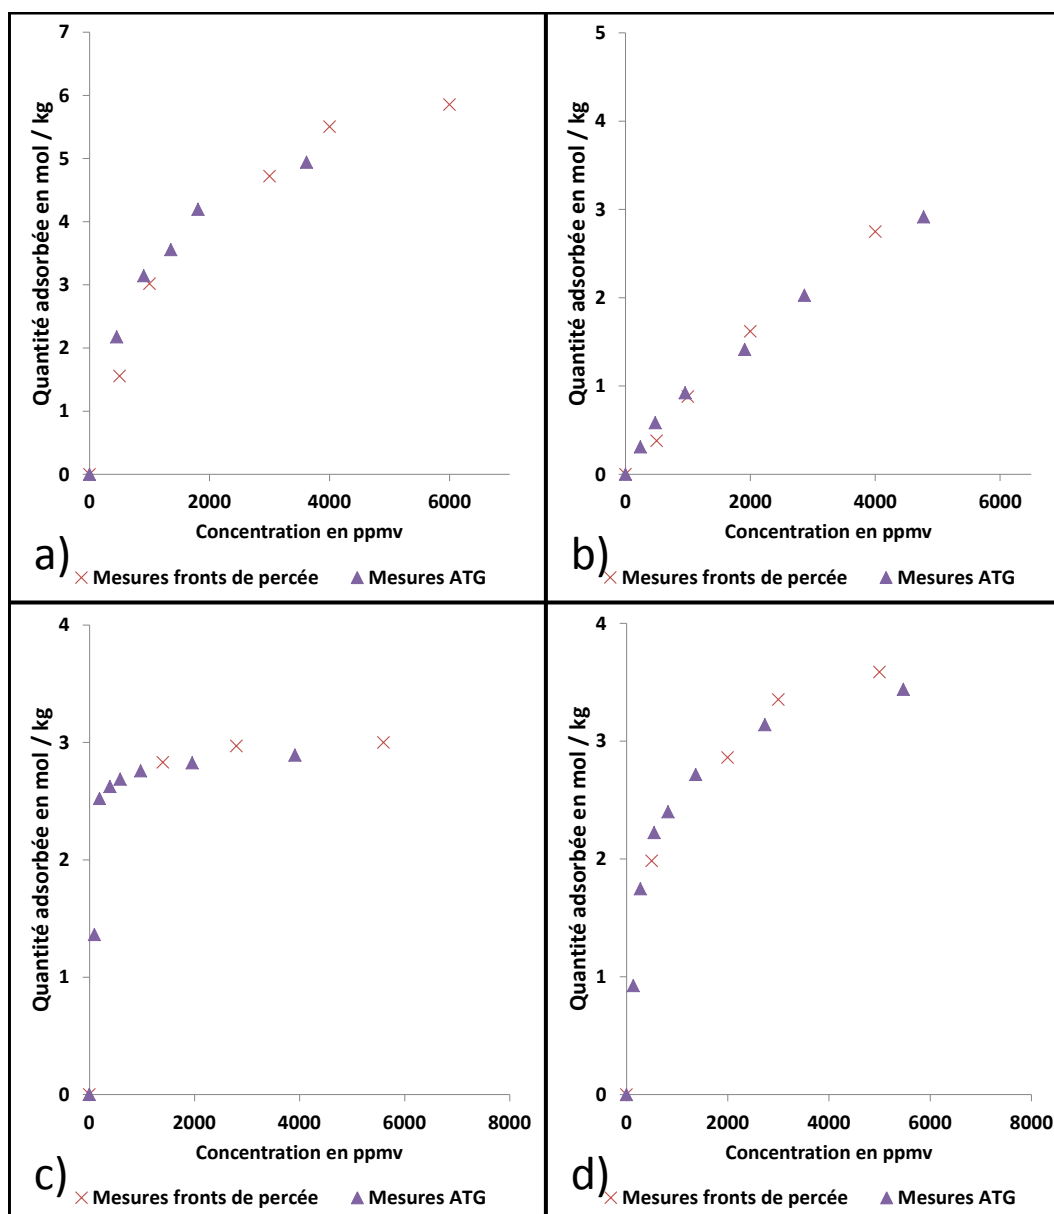 7
6
5
4
3
2
1
0
Quantité adsorbée en mol / kg
0 2000 4000 6000
Concentration en ppmv
a)
Mesures fronts de percée Mesures ATG
5
4
3
2
1
0
Quantité adsorbée en mol / kg
0 2000 4000 6000
Concentration en ppmv
b)
Mesures fronts de percée Mesures ATG
4
3
2
1
0
Quantité adsorbée en mol / kg
0 2000 4000 6000 8000
Concentration en ppmv
c)
Mesures fronts de percée Mesures ATG
4
3
2
1
0
Quantité adsorbée en mol / kg
0 2000 4000 6000 8000
Concentration en ppmv
d)
Mesures fronts de percée Mesures ATG